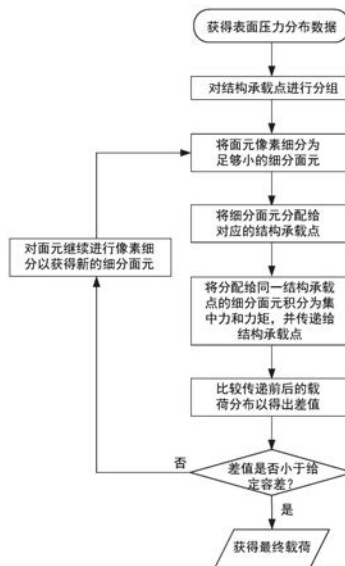 获得表面压力分布数据
对结构承载点进行分组
将面元像素细分为
足够小的细分面元
将细分面元分配给
对应的结构承载点
对面元继续进行像素细
分以获得新的细分面元
将分配给同一结构承载
点的细分面元积分为集
中力和力矩，并传递给
结构承载点
比较传递前后的载
荷分布以得出差值
否
差值是否小于给
定容差？
是
获得最终载荷